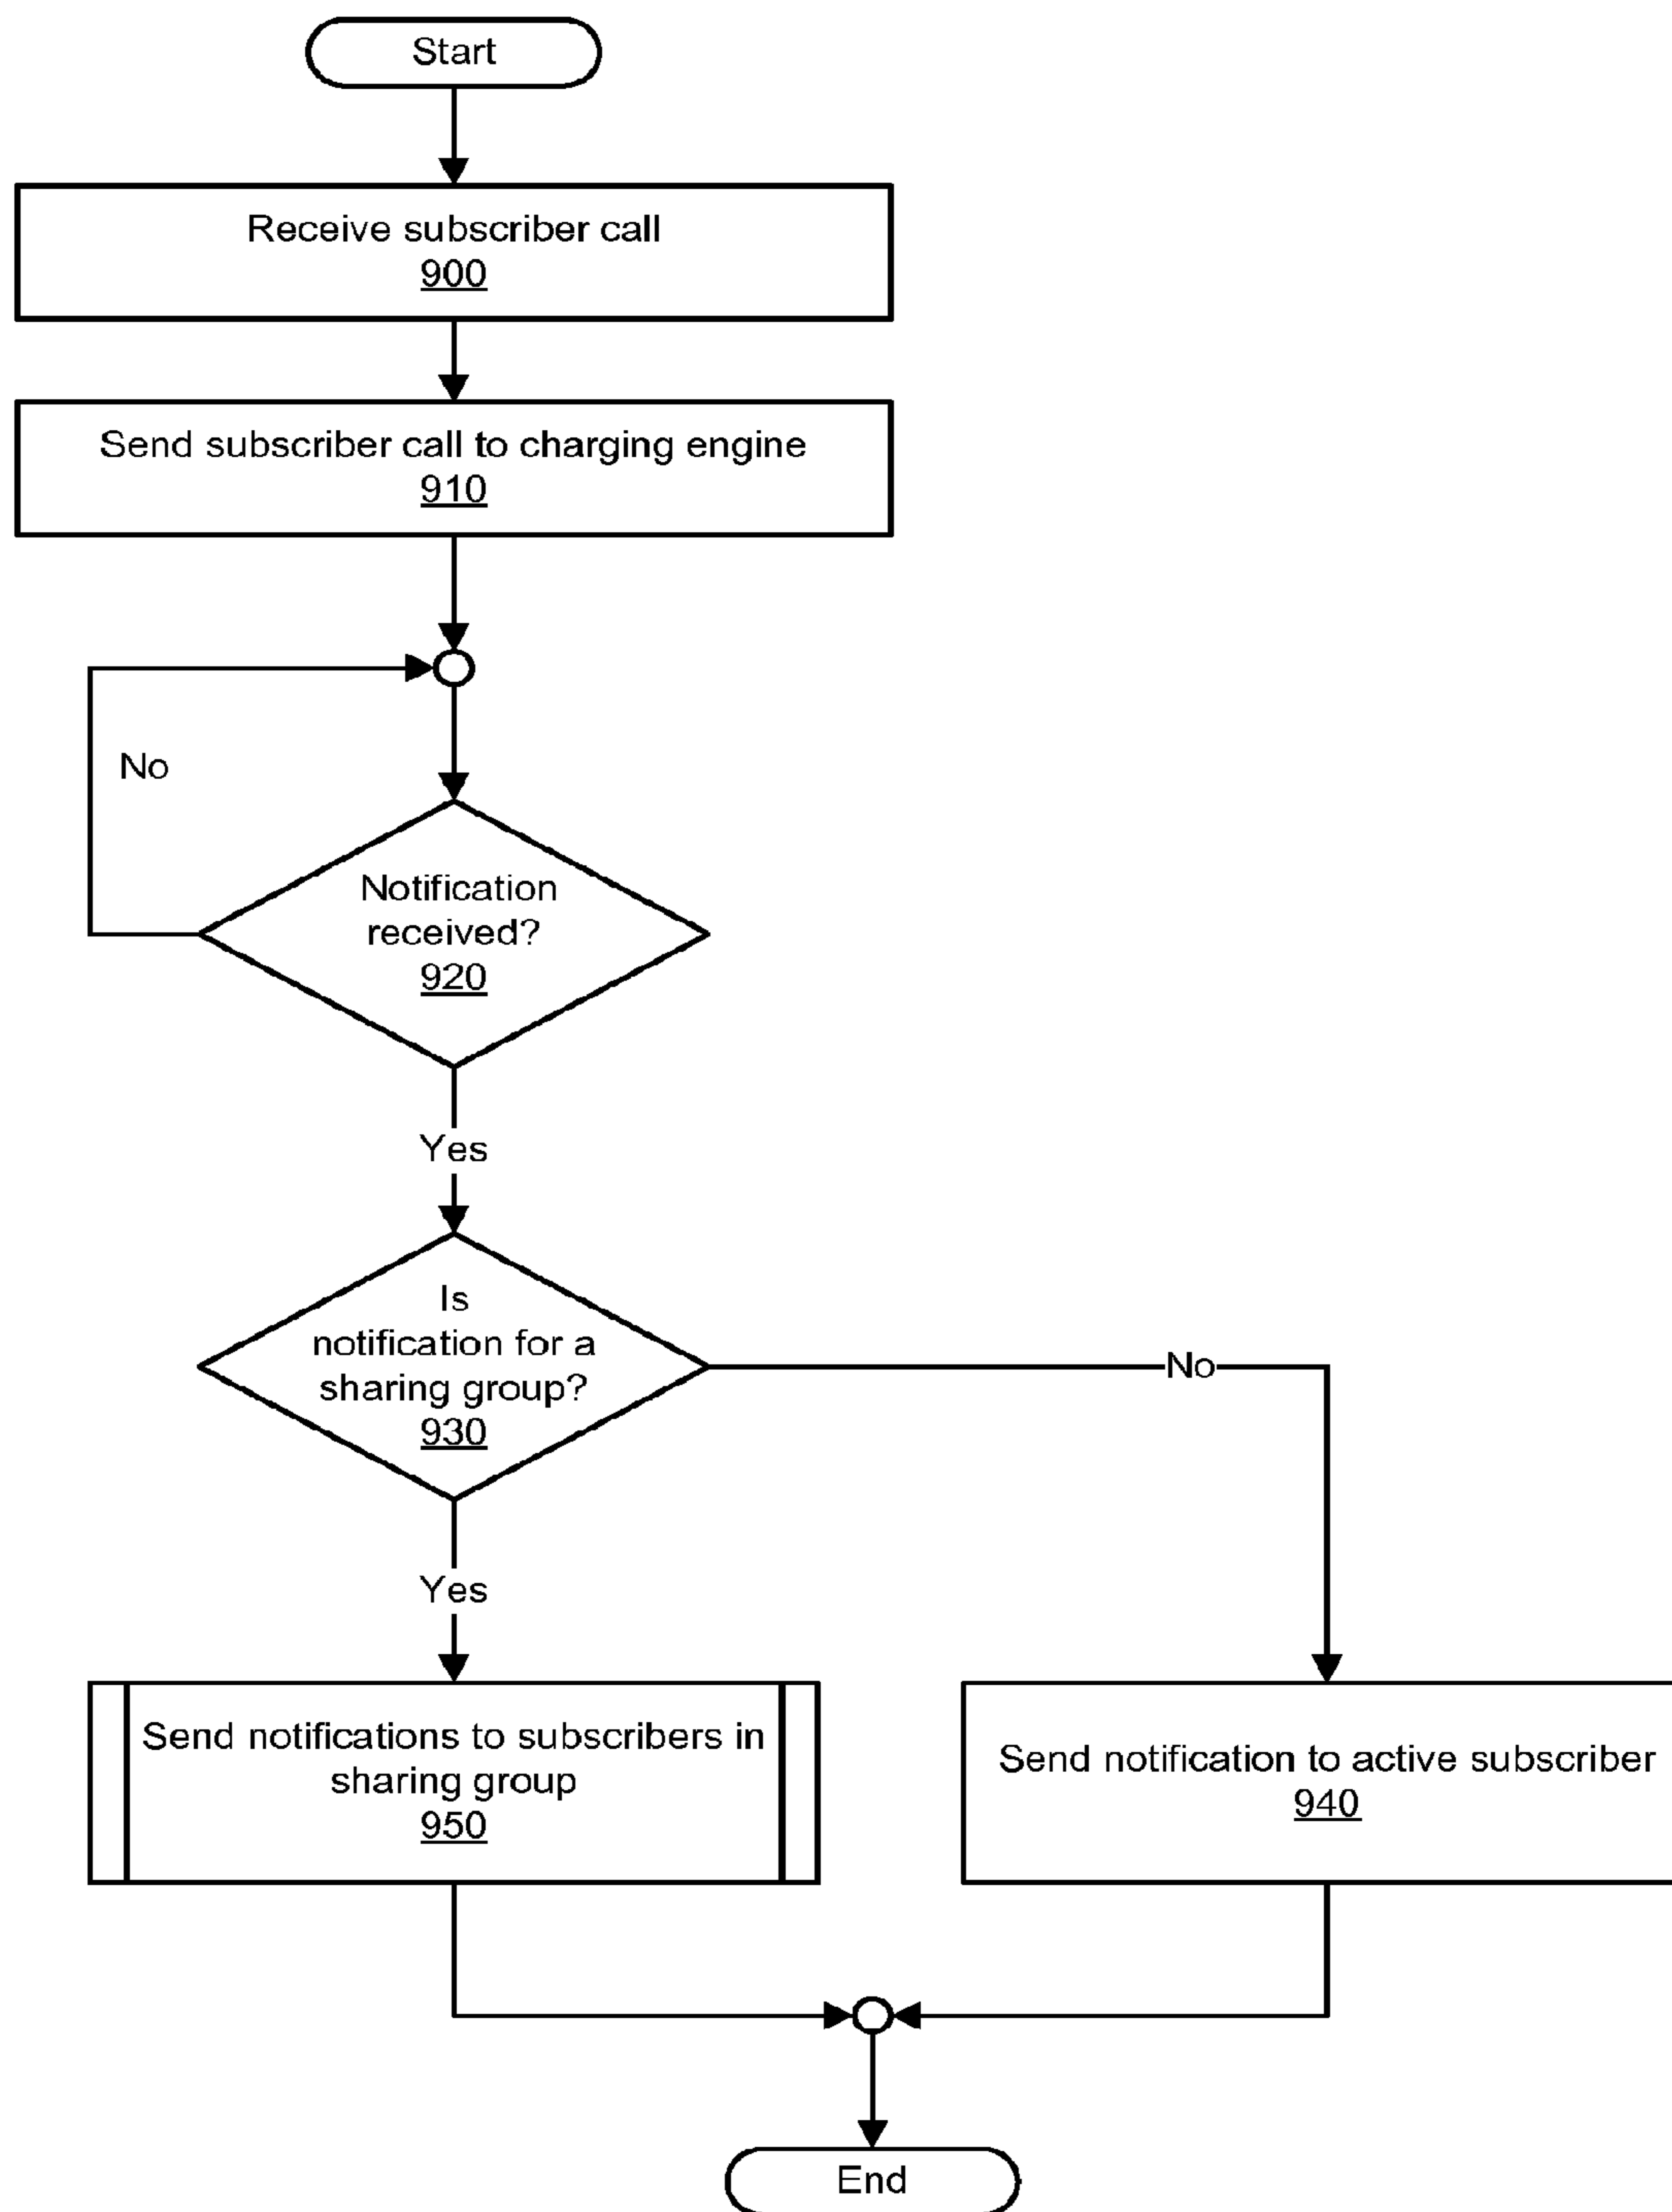 Start
Receive subscriber call
900
Send subscriber call to charging engine
910
No
Notification
received?
920
Yes
Is
notification for a
sharing group?
930
No
Yes
Send notifications to subscribers in
sharing group
950
Send notification to active subscriber
940
End